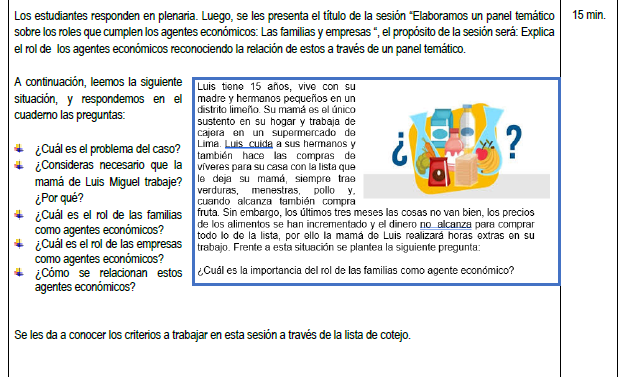 Los estudiantes responden en plenaria. Luego, se les presenta el título de la sesión “Elaboramos un panel temático
sobre los roles que cumplen los agentes económicos: Las familias y empresas “, el propósito de la sesión será: Explica
el rol de los agentes económicos reconociendo la relación de estos a través de un panel temático.
15 min.
A continuación, leemos la siguiente
situación, y respondemos en el
cuaderno las preguntas:
¿Cuál es el problema del caso?
¿Consideras necesario que la
mamá de Luis Miguel trabaje?
¿Por qué?
¿Cuál es el rol de las familias
como agentes económicos?
¿Cuál es el rol de las empresas
como agentes económicos?
¿Cómo se relacionan estos
agentes económicos?
Luis tiene 15 años, vive con su
madre y hermanos pequeños en un
distrito limeño. Su mamá es el único
sustento en su hogar y trabaja de
cajera en un supermercado de
Lima. Luis cuida a sus hermanos y
también hace las compras de
víveres para su casa con la lista que
le deja su mamá, siempre trae
verduras, menestras, pollo y,
cuando alcanza también compra
fruta. Sin embargo, los últimos tres meses las cosas no van bien, los precios
de los alimentos se han incrementado y el dinero no alcanza para comprar
todo lo de la lista, por ello la mamá de Luis realizará horas extras en su
trabajo. Frente a esta situación se plantea la siguiente pregunta:
¿Cuál es la importancia del rol de las familias como agente económico?
¿ ?
Se les da a conocer los criterios a trabajar en esta sesión a través de la lista de cotejo.